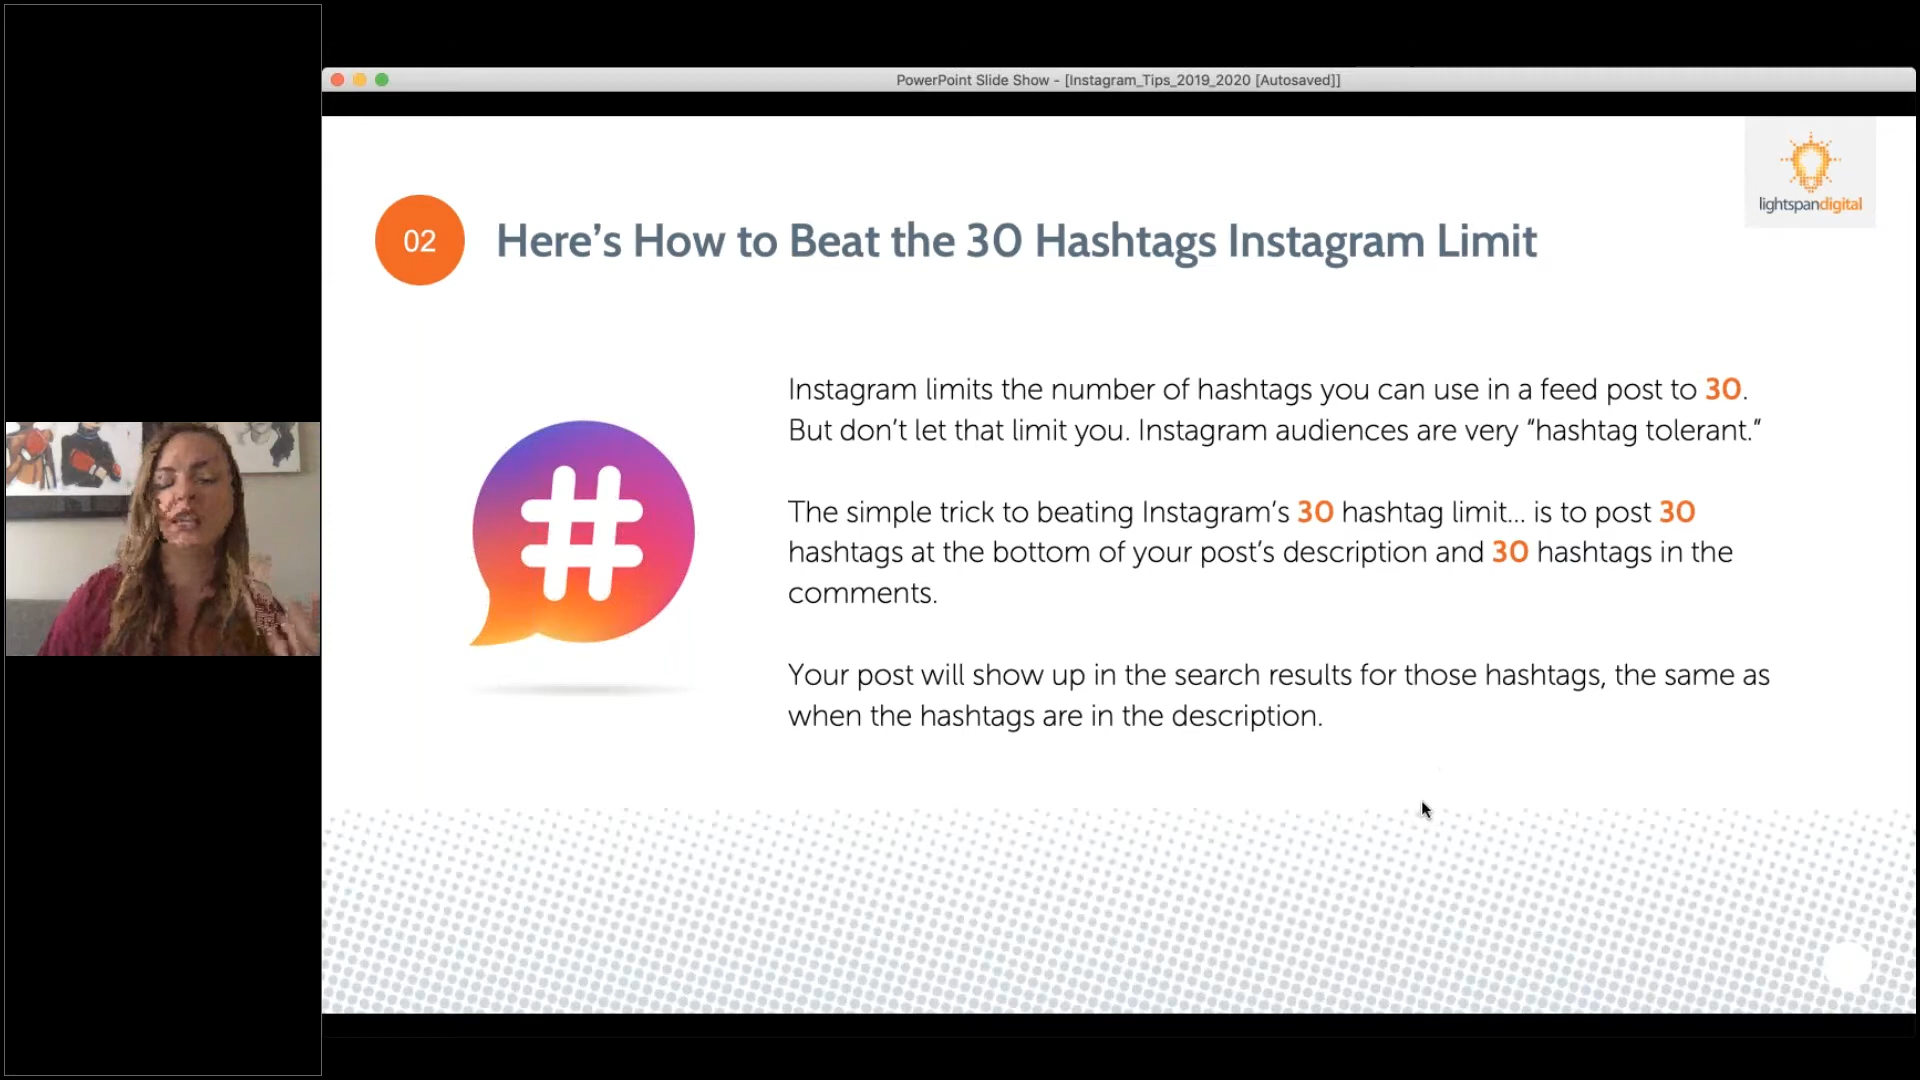 PowerPoint Slide Show - [Instagram_Tips_2019_2020 [Autosaved]]
lightspandigital
02
Here’s How to Beat the 30 Hashtags Instagram Limit
#
Instagram limits the number of hashtags you can use in a feed post to 30.
But don’t let that limit you. Instagram audiences are very “hashtag tolerant.”
The simple trick to beating Instagram’s 30 hashtag limit... is to post 30
hashtags at the bottom of your post’s description and 30 hashtags in the
comments.
Your post will show up in the search results for those hashtags, the same as
when the hashtags are in the description.